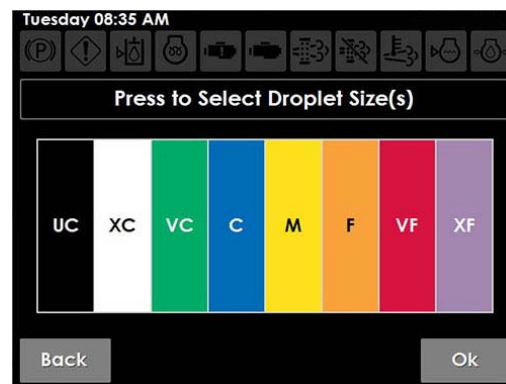 Tuesday 08:35 AM
Press to Select Droplet Size(s)
UC XC VC C M F VF XF
Back Ok